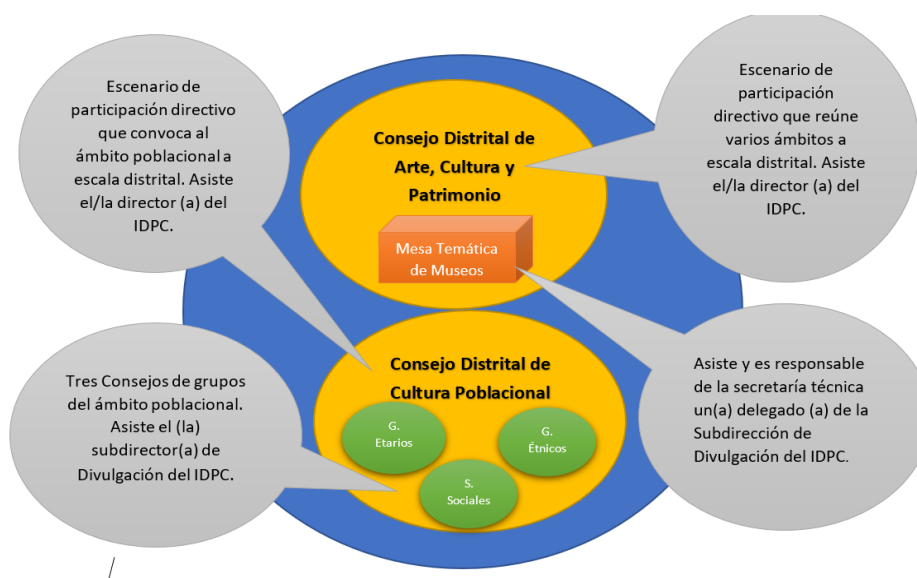 Escenario de
participación directivo
que convoca al
ámbito poblacional a
escala distrital. Asiste
el/la director (a) del
IDPC.
Consejo Distrital de
Arte, Cultura y
Patrimonio
Mesa Temática
de Museos
Escenario de
participación
directivo que reúne
varios ámbitos a
escala distrital. Asiste
el/la director (a) del
IDPC.
Tres Consejos de grupos
del ámbito poblacional.
Asiste el (la)
subdirector(a) de
Divulgación del IDPC.
Consejo Distrital de
Cultura Poblacional
G.
Etarios
G.
Étnicos
S.
Sociales
Asiste y es responsable
de la secretaría técnica
un(a) delegado (a) de la
Subdirección de
Divulgación del IDPC.